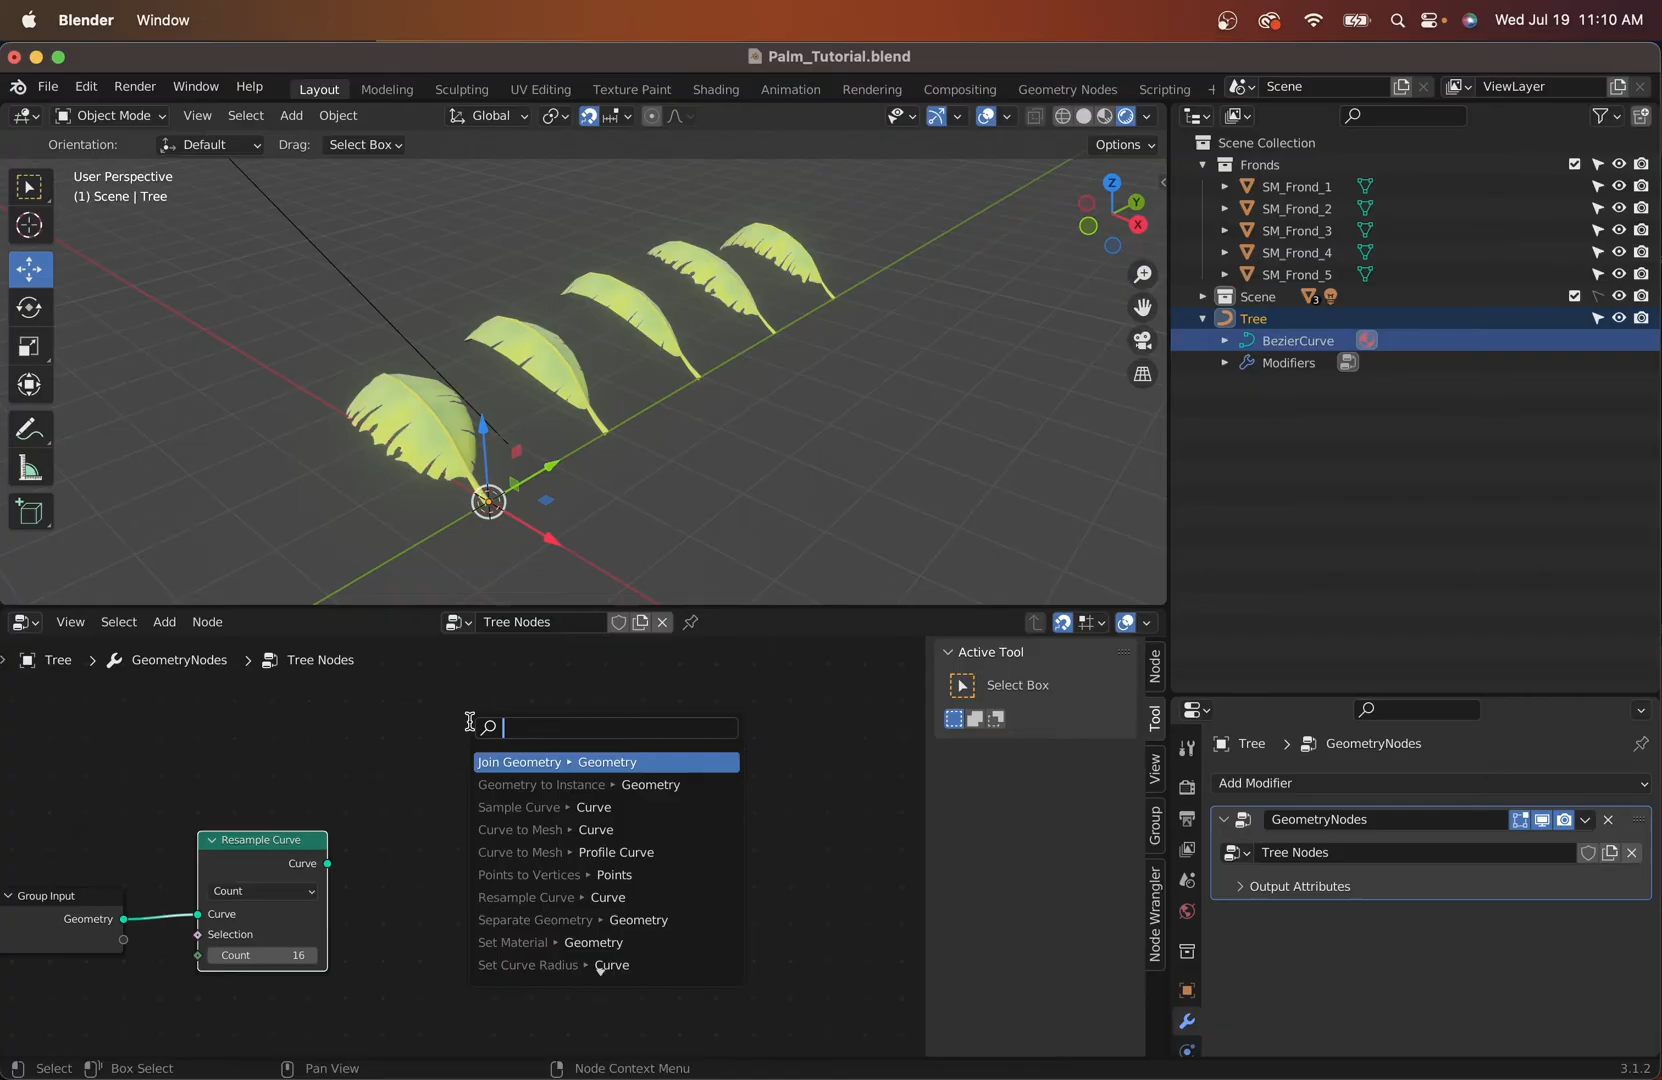 Blender Window Wed Jul 19 11:10 AM
Palm_Tutorial.blend
File Edit Render Window Help Layout Modeling Sculpting UV Editing Texture Paint Shading Animation Rendering Compositing Geometry Nodes Scripting + Scene ViewLayer
Object Mode View Select Add Object Global
Orientation: Default Drag: Select Box Options
User Perspective
(1) Scene | Tree
Z
Y
X
Scene Collection
Fronds
SM_Frond_1
SM_Frond_2
SM_Frond_3
SM_Frond_4
SM_Frond_5
Scene 3
Tree
BezierCurve
Modifiers
View Select Add Node Tree Nodes
Tree GeometryNodes Tree Nodes
Join Geometry Geometry
Geometry to Instance Geometry
Sample Curve Curve
Curve to Mesh Curve
Curve to Mesh Profile Curve
Points to Vertices Points
Resample Curve Curve
Separate Geometry Geometry
Set Material Geometry
Set Curve Radius Curve
Group Input
Geometry
Resample Curve
Curve
Count
Curve
Selection
Count 16
Active Tool
Select Box
Node
Tool
View
Group
Node Wrangler
Tree GeometryNodes
Add Modifier
GeometryNodes
Tree Nodes
Output Attributes
Select Box Select Pan View Node Context Menu 3.1.2